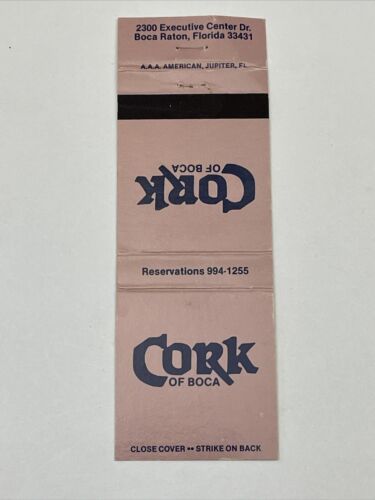 2300 Executive Center Dr.
Boca Raton, Florida 33431
A.A.A. AMERICAN, JUPITER, FL
CORK
OF BOCA
Reservations 994-1255
CORK
OF BOCA
CLOSE COVER •• STRIKE ON BACK